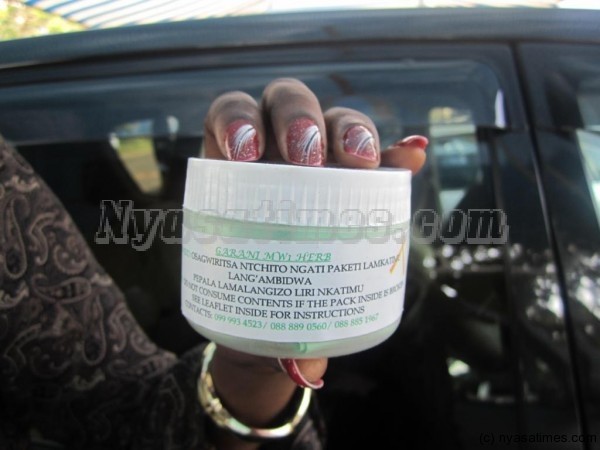 Nyasatimes.com
GARANI MW1 HERB
OSAGWIRITSA NTCHITO NGATI PAKETI LAMKATIMU
LANG'AMBIDWA
PEPALA LAMALANGIZO LIRI NKATIMU
DO NOT CONSUME CONTENTS IF THE PACK INSIDE IS BROKEN
SEE LEAFLET INSIDE FOR INSTRUCTIONS
CONTACTS: 099 993 4523/ 088 889 0560/ 088 885 1967
(c) nyasatimes.com